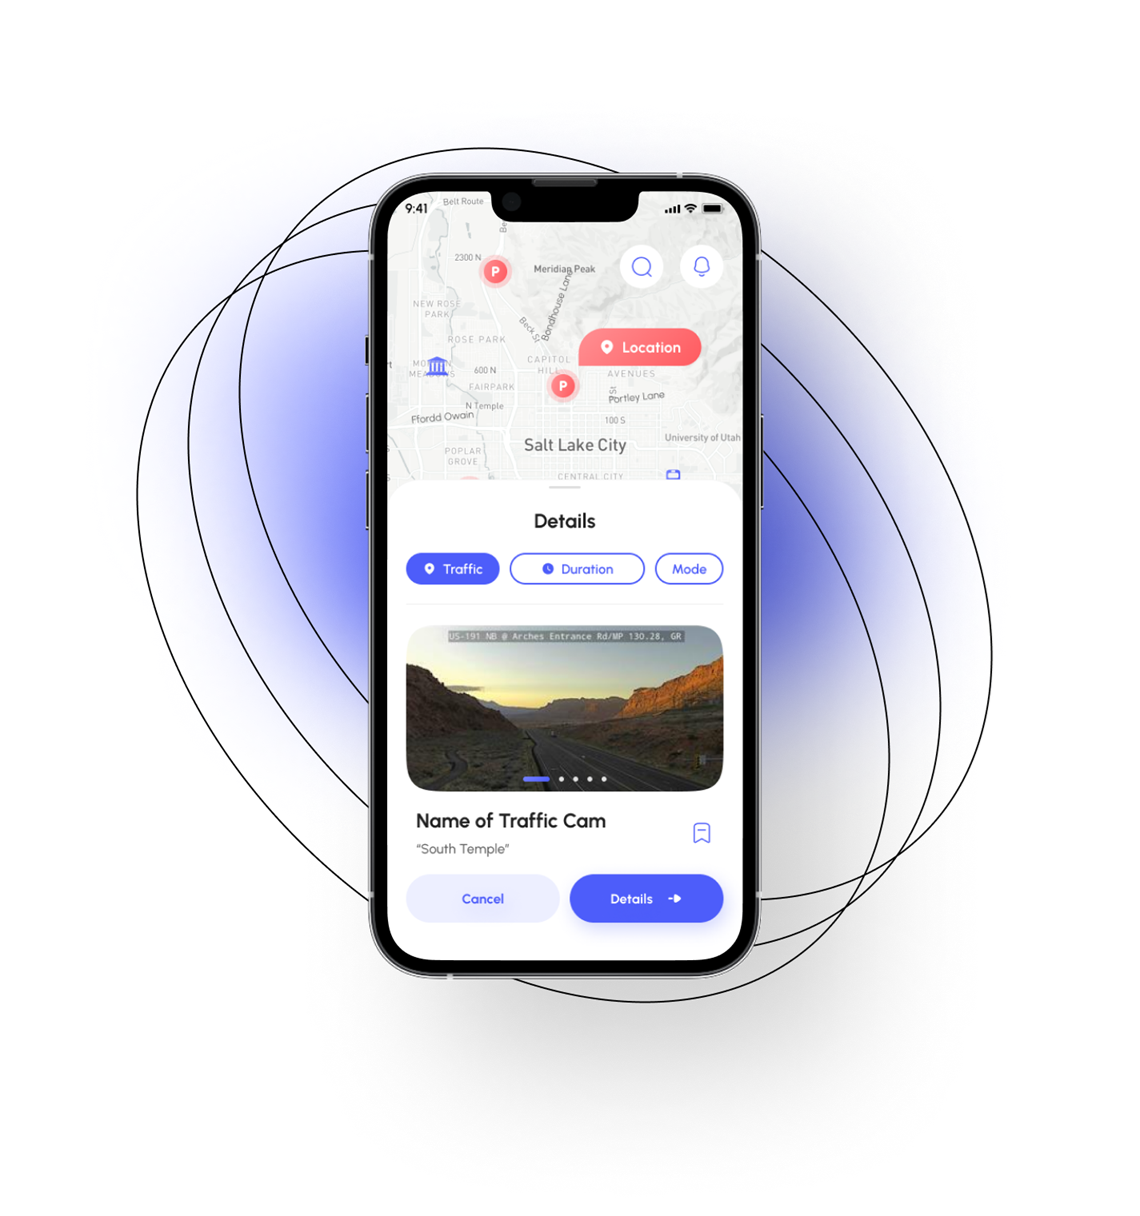 9:41
Belt Route
Be
2300 N
P
Meridian Peak
Bandhouse Lane
NEW ROSE
PARK
Beck St
ROSE PARK
Location
CAPITOL
HILL
AVENUES
600 N
FAIRPARK
P
St
Portley Lane
N Temple
Ffordd Owain
100 S
University of Utah
Salt Lake City
POPLAR
GROVE
CENTRAL CITY
Details
Traffic
Duration
Mode
US-191 NB @ Arches Entrance Rd/MP 130.28, GR
Name of Traffic Cam
“South Temple”
Cancel
Details